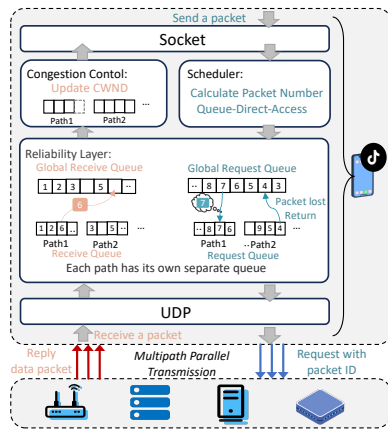 Send a packet
Socket
Congestion Contol:
Update CWND
...
Path1 Path2
Scheduler:
Calculate Packet Number
Queue-Direct-Access
Reliability Layer:
Global Receive Queue
1 2 3 5 ..
6
1 2 6 .. 3 5 .. ...
Path1 Path2
Receive Queue
Global Request Queue
.. 8 7 6 5 4 3
7
Packet lost
Return
.. 8 7 6 .. 9 5 4 ...
Path1 Path2
Request Queue
Each path has its own separate queue
UDP
Receive a packet
Reply
data packet
Multipath Parallel
Transmission
Request with
packet ID
...